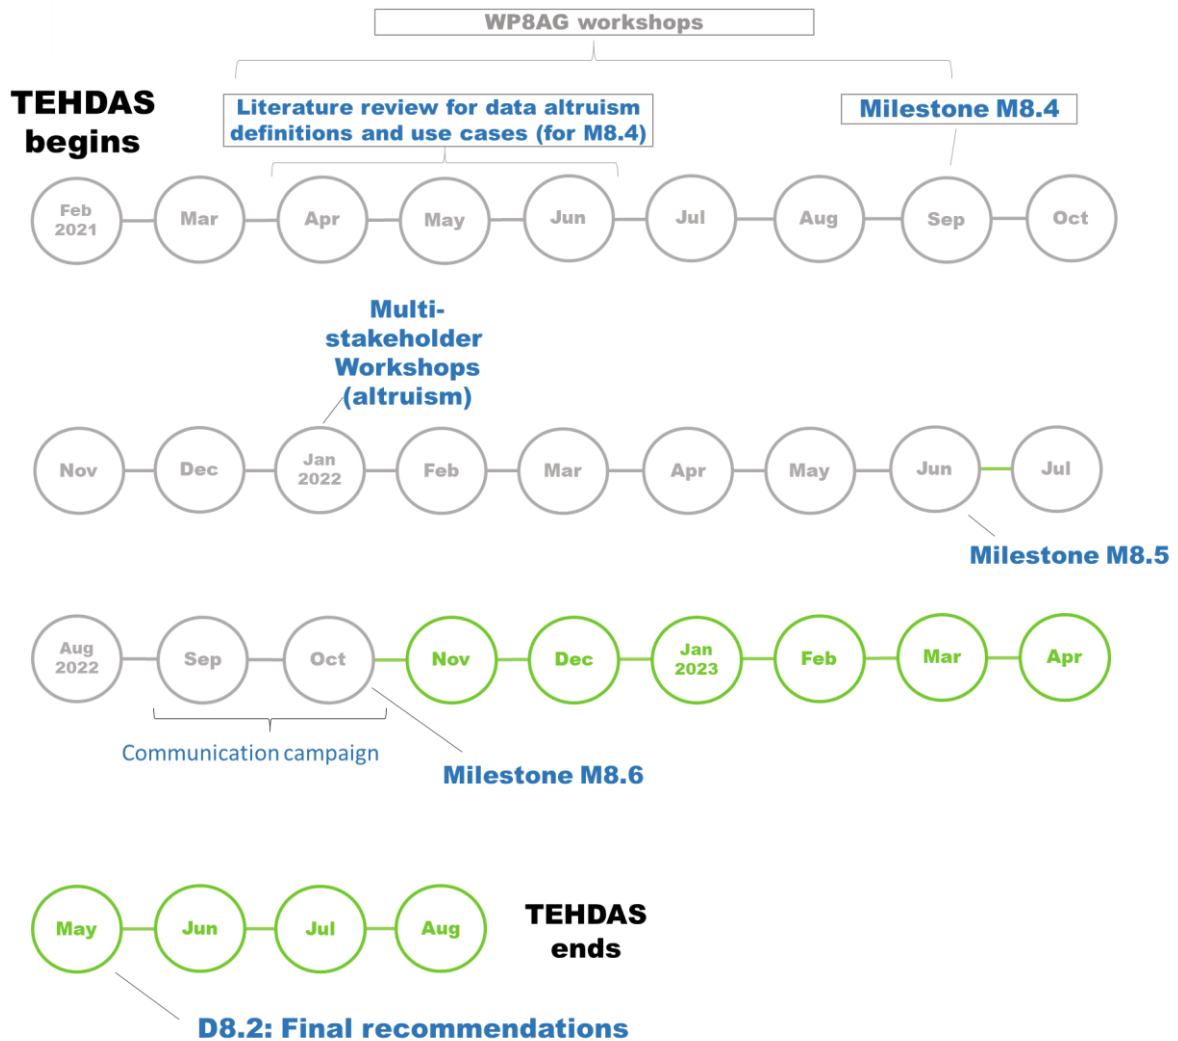 WP8AG workshops
TEHDAS
begins
Literature review for data altruism
definitions and use cases (for M8.4)
Milestone M8.4
Feb
2021
Mar
Apr
May
Jun
Jul
Aug
Sep
Oct
Multi-
stakeholder
Workshops
(altruism)
Nov
Dec
Jan
2022
Feb
Mar
Apr
May
Jun
Jul
Milestone M8.5
Aug
2022
Sep
Oct
Nov
Dec
Jan
2023
Feb
Mar
Apr
Communication campaign
Milestone M8.6
May
Jun
Jul
Aug
TEHDAS
ends
D8.2: Final recommendations